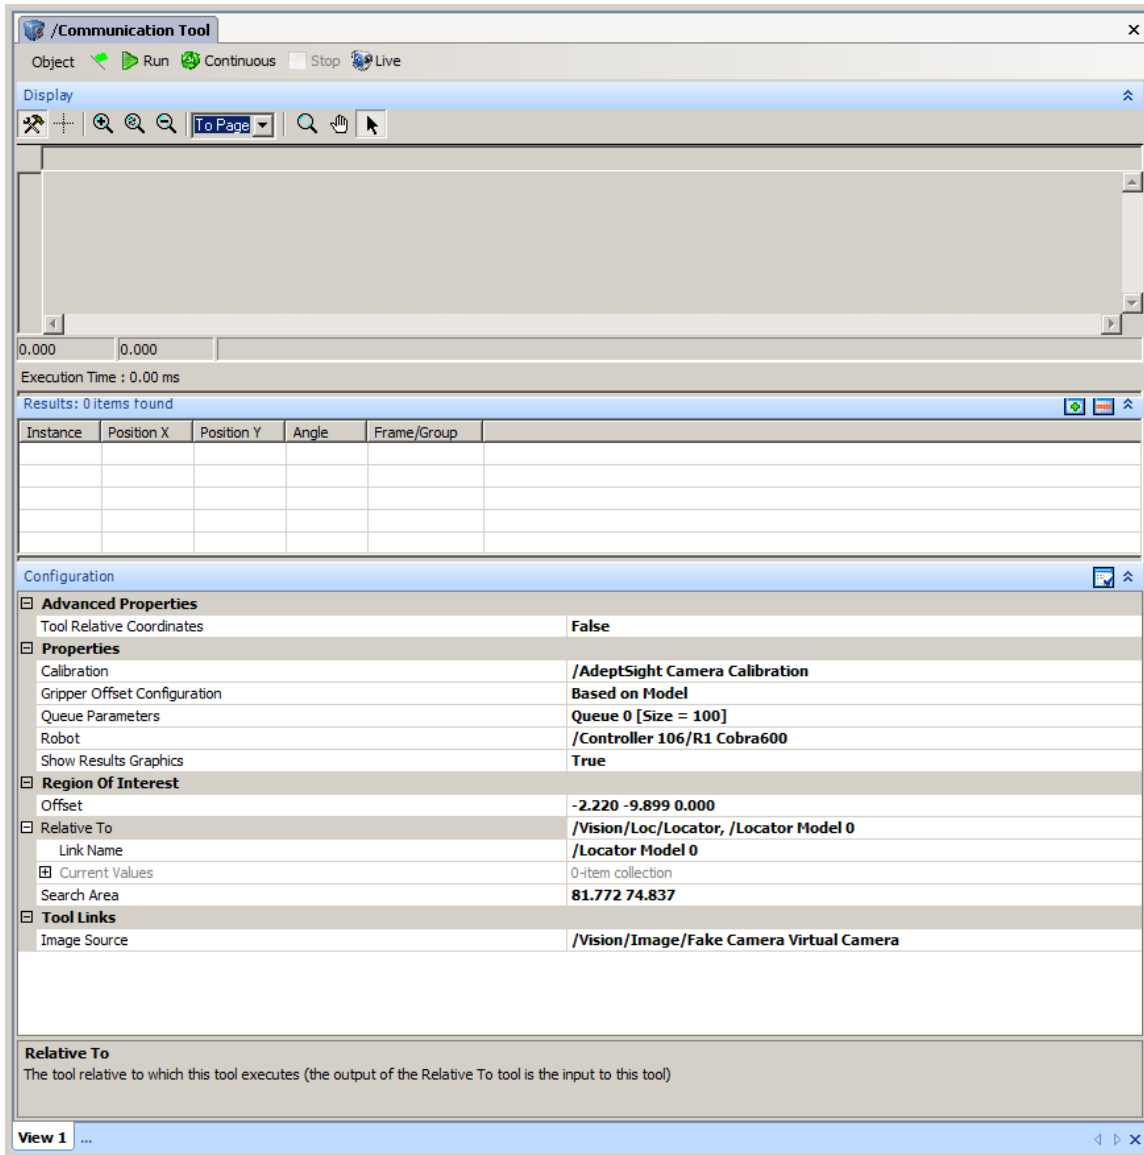 /Communication Tool
Object Run Continuous Stop Live
Display
To Page
0.000 0.000
Execution Time : 0.00 ms
Results: 0 items found
Instance Position X Position Y Angle Frame/Group
Configuration
Advanced Properties
Tool Relative Coordinates False
Properties
Calibration /AdeptSight Camera Calibration
Gripper Offset Configuration Based on Model
Queue Parameters Queue 0 [Size = 100]
Robot /Controller 106/R1 Cobra600
Show Results Graphics True
Region Of Interest
Offset -2.220 -9.899 0.000
Relative To /Vision/Loc/Locator, /Locator Model 0
Link Name /Locator Model 0
Current Values 0-item collection
Search Area 81.772 74.837
Tool Links
Image Source /Vision/Image/Fake Camera Virtual Camera
Relative To
The tool relative to which this tool executes (the output of the Relative To tool is the input to this tool)
View 1 ...